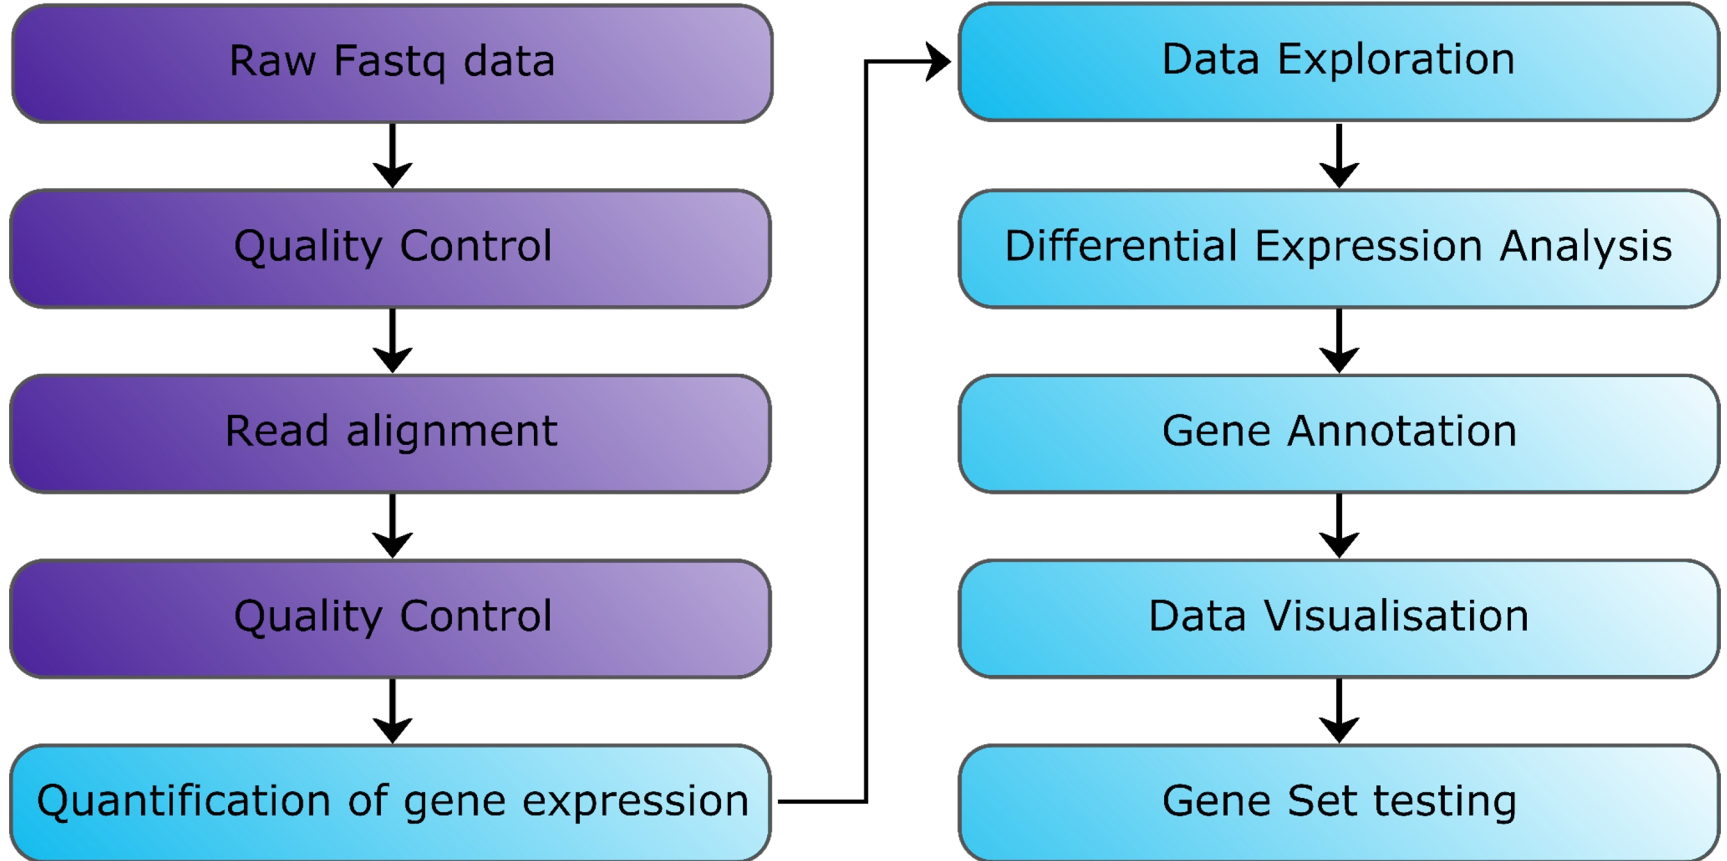 Raw Fastq data
Quality Control
Read alignment
Quality Control
Quantification of gene expression
Data Exploration
Differential Expression Analysis
Gene Annotation
Data Visualisation
Gene Set testing